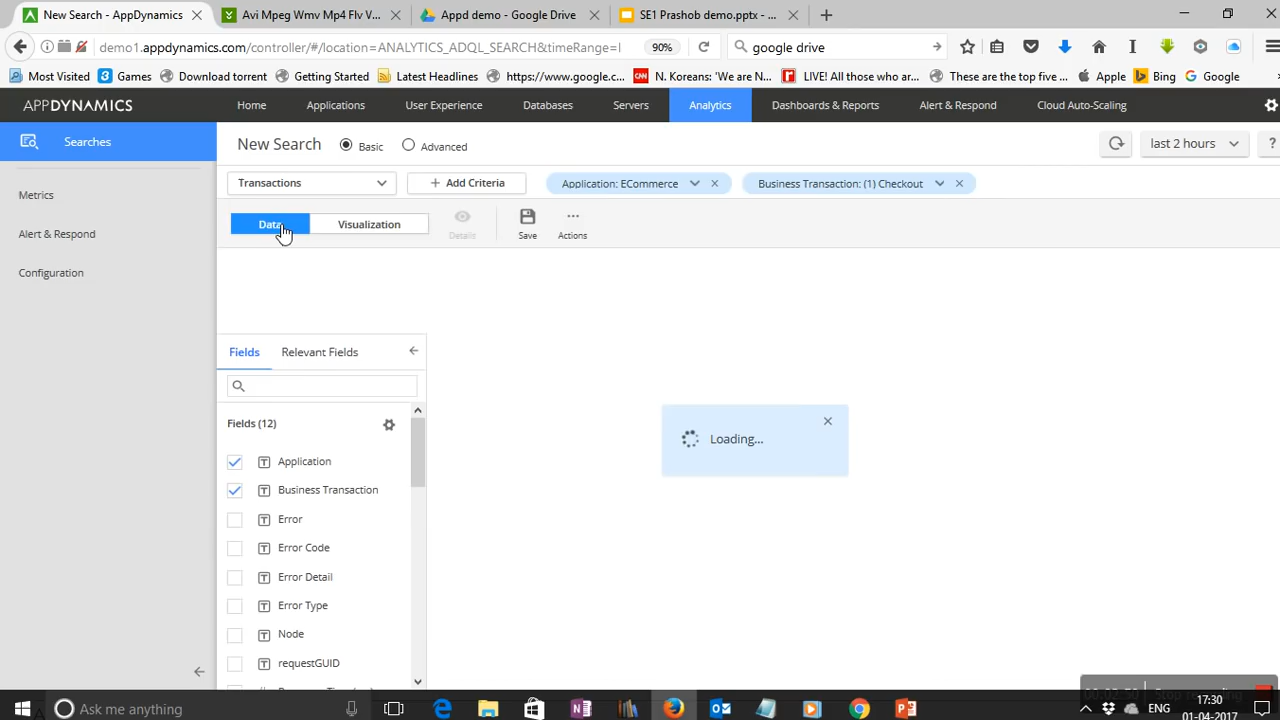 New Search - AppDynamics
Avi Mpeg Wmv Mp4 Flv V...
Appd demo - Google Drive
SE1 Prashob demo.pptx - ...
demo1.appdynamics.com/controller/#/location=ANALYTICS_ADQL_SEARCH&timeRange=l
90%
google drive
Most Visited
Games
Download torrent
Getting Started
Latest Headlines
https://www.google.c...
N. Koreans: 'We are N...
LIVE! All those who ar...
These are the top five ...
Apple
Bing
Google
APPDYNAMICS
Home
Applications
User Experience
Databases
Servers
Analytics
Dashboards & Reports
Alert & Respond
Cloud Auto-Scaling
Searches
Metrics
Alert & Respond
Configuration
New Search
Basic
Advanced
last 2 hours
?
Transactions
+ Add Criteria
Application: ECommerce
Business Transaction: (1) Checkout
Data
Visualization
Details
Save
Actions
Fields
Relevant Fields
Fields (12)
T Application
T Business Transaction
T Error
T Error Code
T Error Detail
T Error Type
T Node
T requestGUID
Loading...
Stop recording
Ask me anything
ENG
17:30
01-04-2017